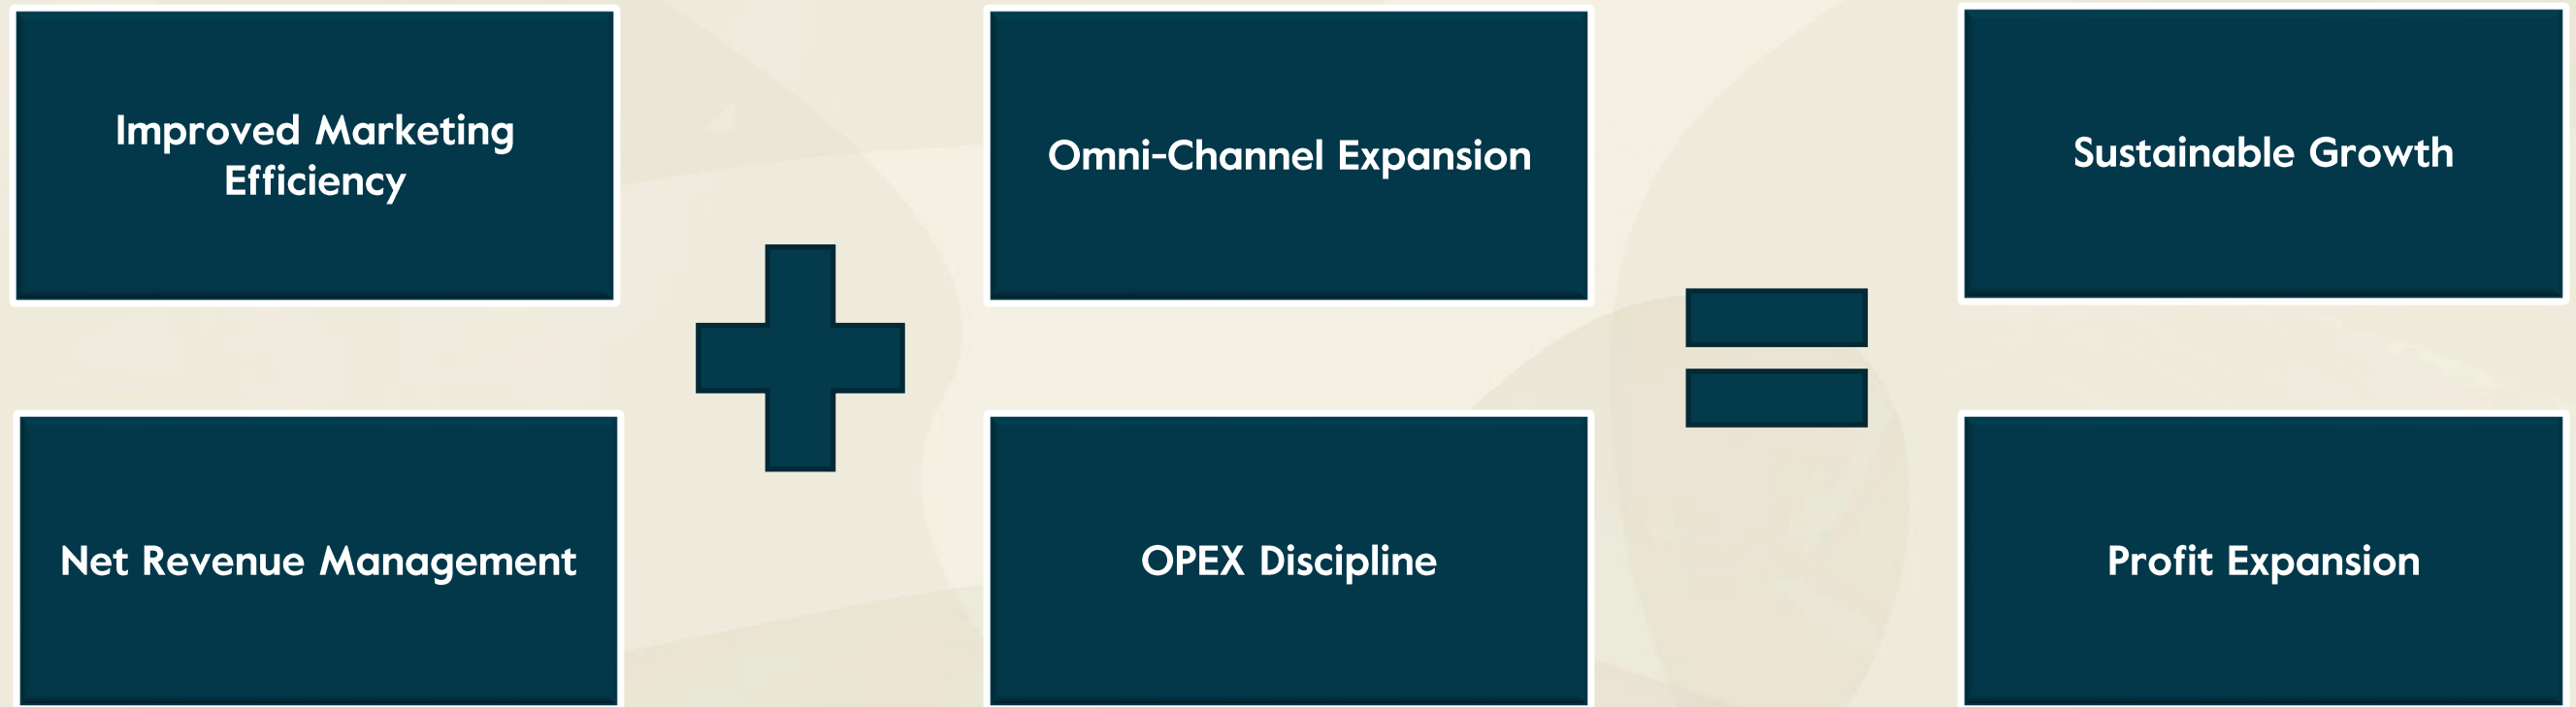 Improved Marketing
Efficiency
Omni-Channel Expansion
Sustainable Growth
Net Revenue Management
OPEX Discipline
Profit Expansion